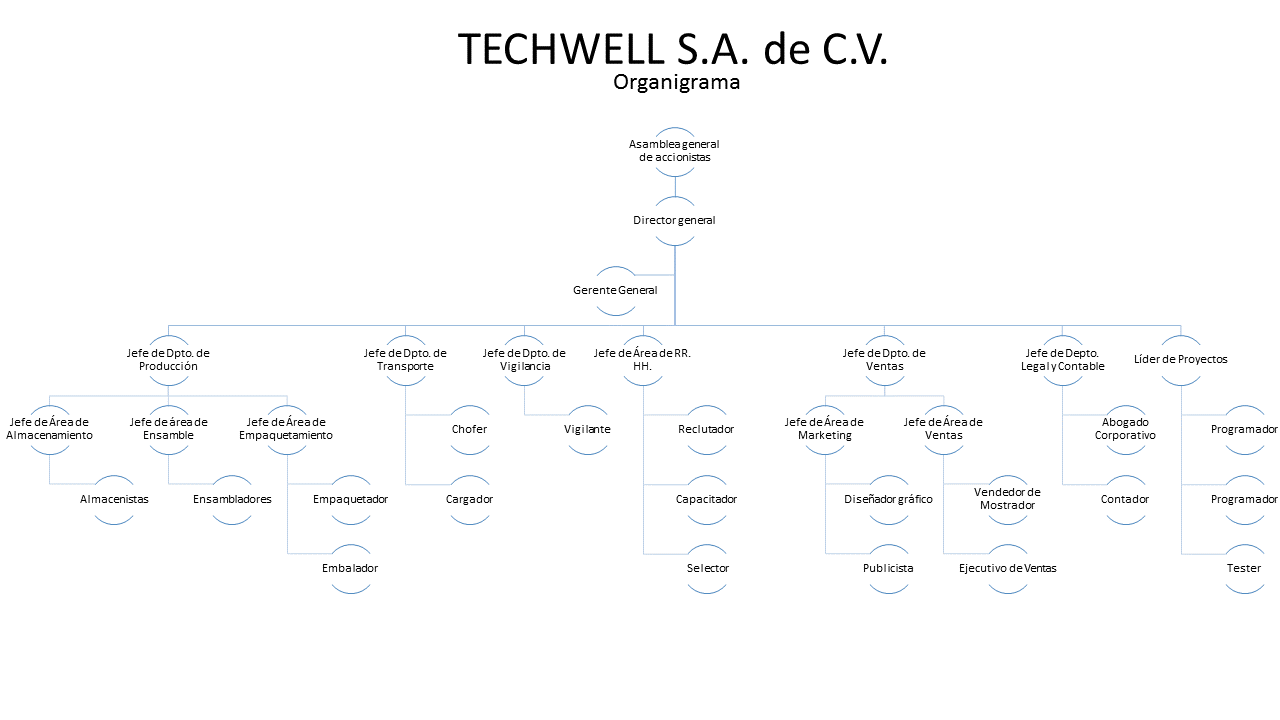 TECHWELL S.A. de C.V.
Organigrama
Asamblea general
de accionistas
Director general
Gerente General
Jefe de Dpto. de
Producción
Jefe de Dpto. de
Transporte
Jefe de Dpto. de
Vigilancia
Jefe de Área de RR.
HH.
Jefe de Dpto. de
Ventas
Jefe de Depto.
Legal y Contable
Líder de Proyectos
Jefe de Área de
Almacenamiento
Jefe de área de
Ensamble
Jefe de Área de
Empaquetamiento
Chofer
Vigilante
Reclutador
Jefe de Área de
Marketing
Jefe de Área de
Ventas
Abogado
Corporativo
Programador
Almacenistas
Ensambladores
Empaquetador
Cargador
Capacitador
Diseñador gráfico
Vendedor de
Mostrador
Contador
Programador
Embalador
Selector
Publicista
Ejecutivo de Ventas
Tester